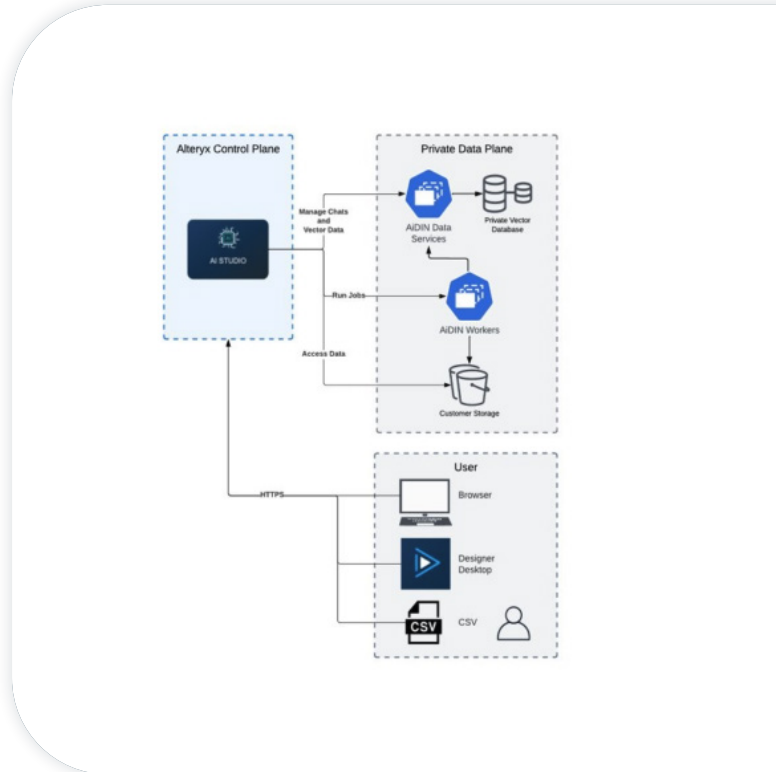 Alteryx Control Plane
AI STUDIO
Manage Chats
and
Vector Data
Run Jobs
Access Data
Private Data Plane
AiDIN Data
Services
Private Vector
Database
AiDIN Workers
Customer Storage
HTTPS
User
Browser
Designer
Desktop
CSV
CSV